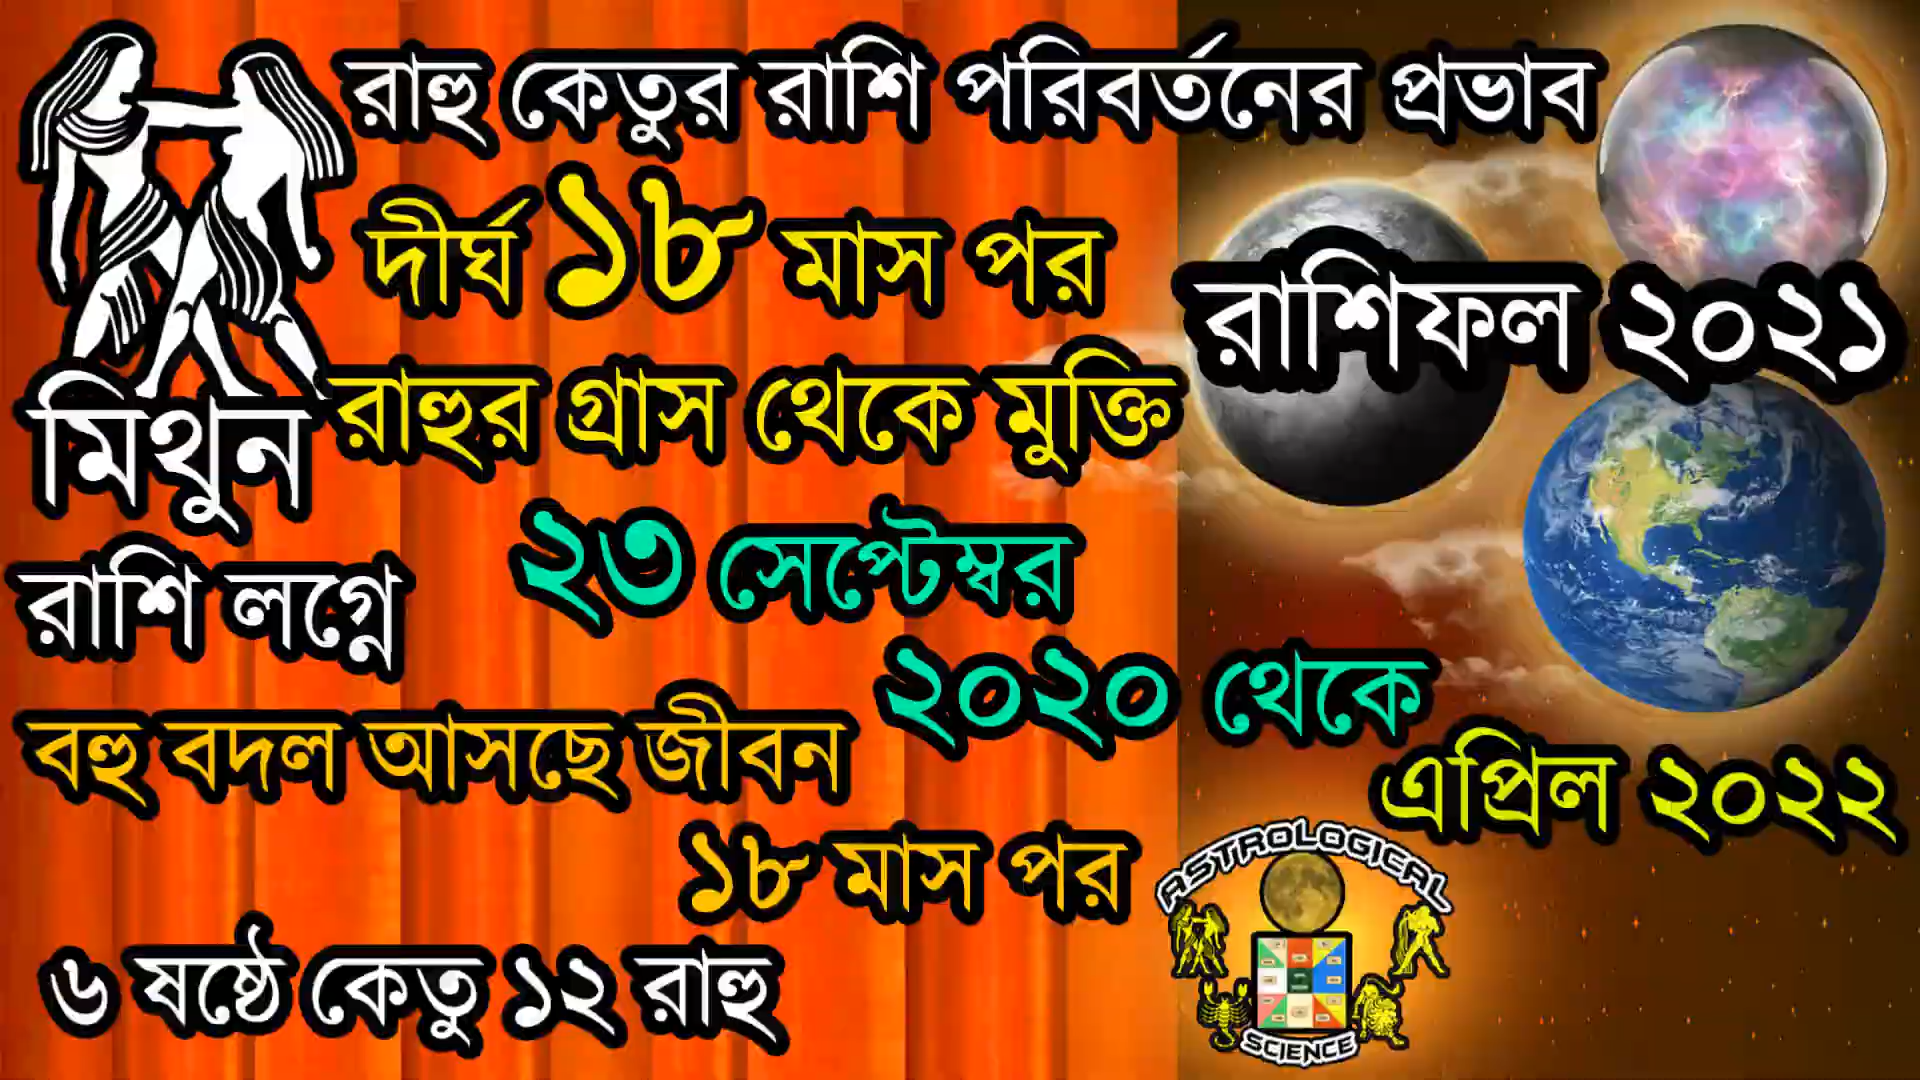 রাহু কেতুর রাশি পরিবর্তনের প্রভাব
দীর্ঘ ১৮ মাস পর
রাশিফল ২০২১
মিথুন
রাহুর গ্রাস থেকে মুক্তি
রাশি লগ্নে
২৩ সেপ্টেম্বর
২০২০ থেকে
বহু বদল আসছে জীবন
এপ্রিল ২০২২
১৮ মাস পর
৬ ষষ্ঠে কেতু ১২ রাহু
ASTROLOGICAL
SCIENCE